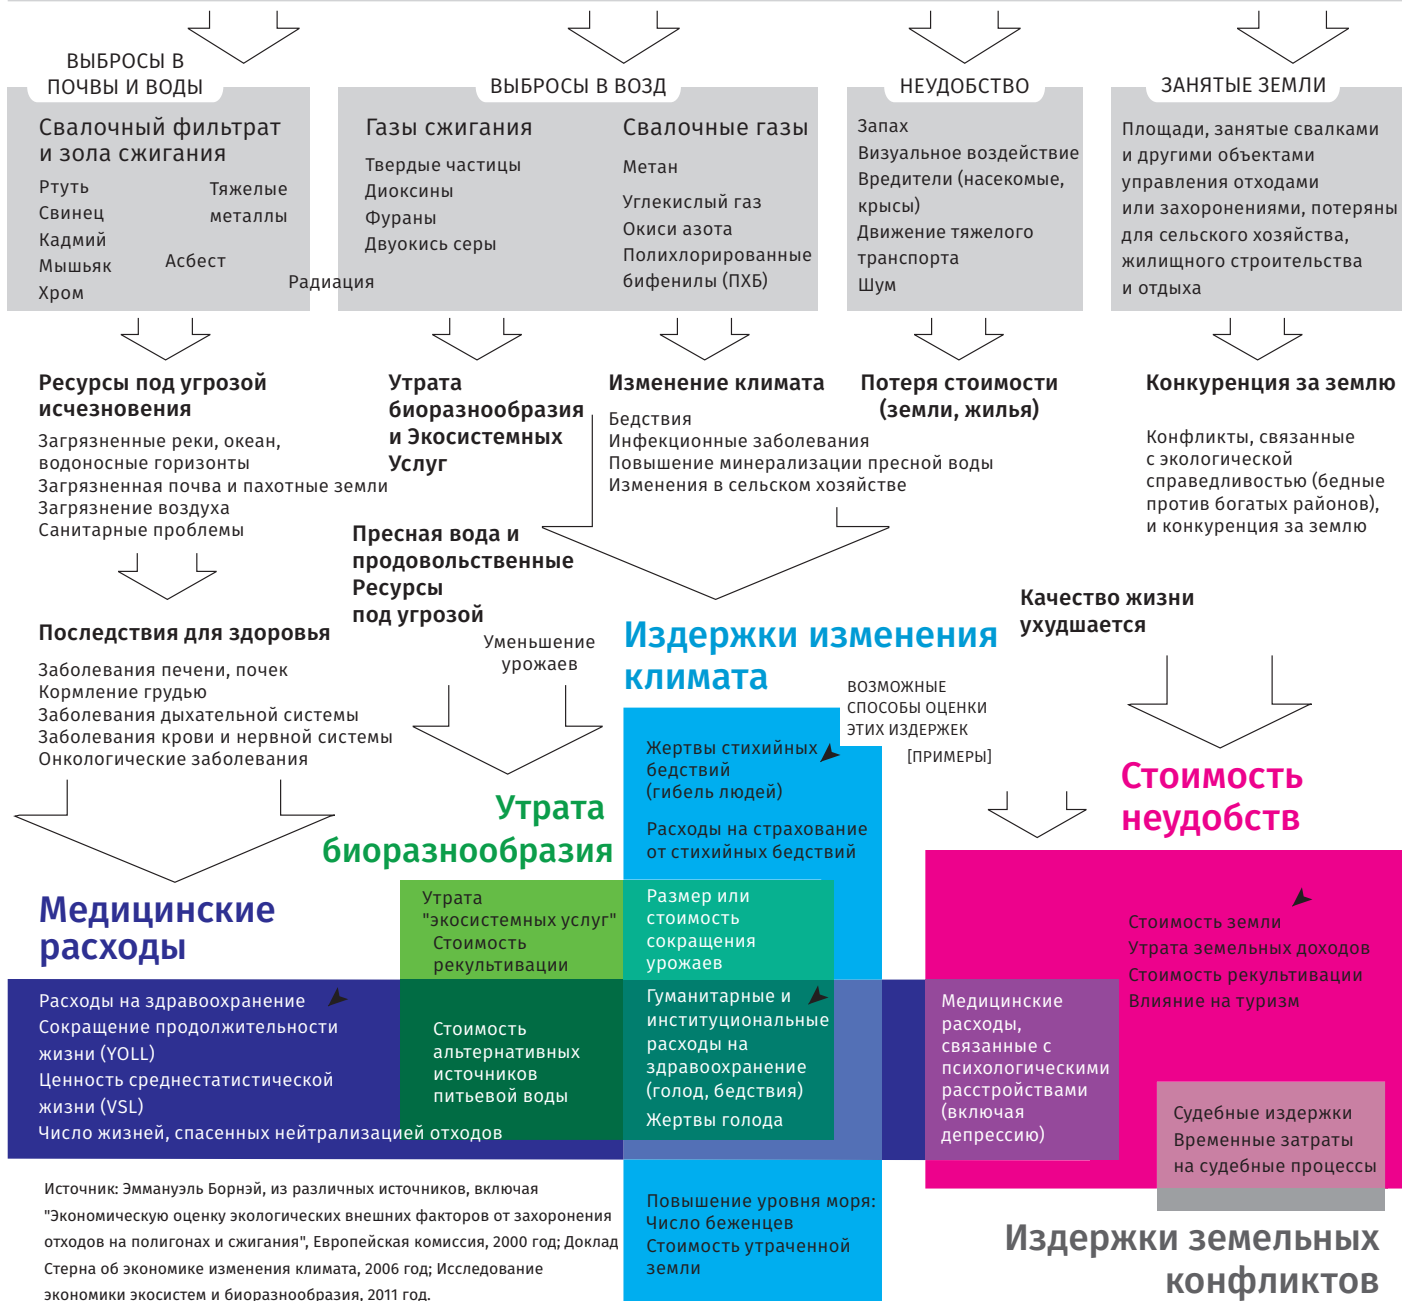 ВЫБРОСЫ В
ПОЧВЫ И ВОДЫ
Свалочный фильтрат
и зола сжигания
Ртуть
Свинец
Кадмий
Мышьяк
Хром
Тяжелые
металлы
Асбест
Радиация
ВЫБРОСЫ В ВОЗД
Газы сжигания
Твердые частицы
Диоксины
Фураны
Двуокись серы
Свалочные газы
Метан
Углекислый газ
Окиси азота
Полихлорированные
бифенилы (ПХБ)
НЕУДОБСТВО
Запах
Визуальное воздействие
Вредители (насекомые,
крысы)
Движение тяжелого
транспорта
Шум
ЗАНЯТЫЕ ЗЕМЛИ
Площади, занятые свалками
и другими объектами
управления отходами
или захоронениями, потеряны
для сельского хозяйства,
жилищного строительства
и отдыха
Ресурсы под угрозой
исчезновения
Загрязненные реки, океан,
водоносные горизонты
Загрязненная почва и пахотные земли
Загрязнение воздуха
Санитарные проблемы
Утрата
биоразнообразия
и Экосистемных
Услуг
Изменение климата
Бедствия
Инфекционные заболевания
Повышение минерализации пресной воды
Изменения в сельском хозяйстве
Потеря стоимости
(земли, жилья)
Конкуренция за землю
Конфликты, связанные
с экологической
справедливостью (бедные
против богатых районов),
и конкуренция за землю
Пресная вода и
продовольственные
Ресурсы
под угрозой
Уменьшение
урожаев
Последствия для здоровья
Заболевания печени, почек
Кормление грудью
Заболевания дыхательной системы
Заболевания крови и нервной системы
Онкологические заболевания
Качество жизни
ухудшается
Издержки изменения
климата
ВОЗМОЖНЫЕ
СПОСОБЫ ОЦЕНКИ
ЭТИХ ИЗДЕРЖЕК
[ПРИМЕРЫ]
Жертвы стихийных
бедствий
(гибель людей)
Расходы на страхование
от стихийных бедствий
Стоимость
неудобств
Утрата
биоразнообразия
Утрата
"экосистемных услуг"
Стоимость
рекультивации
Размер или
стоимость
сокращения
урожаев
Стоимость земли
Утрата земельных доходов
Стоимость рекультивации
Влияние на туризм
Медицинские
расходы
Расходы на здравоохранение
Сокращение продолжительности
жизни (YOLL)
Ценность среднестатистической
жизни (VSL)
Число жизней, спасенных нейтрализацией отходов
Стоимость
альтернативных
источников
питьевой воды
Гуманитарные и
институциональные
расходы на
здравоохранение
(голод, бедствия)
Жертвы голода
Медицинские
расходы,
связанные с
психологическими
расстройствами
(включая
депрессию)
Судебные издержки
Временные затраты
на судебные процессы
Повышение уровня моря:
Число беженцев
Стоимость утраченной
земли
Издержки земельных
конфликтов
Источник: Эммануэль Борнэй, из различных источников, включая
"Экономическую оценку экологических внешних факторов от захоронения
отходов на полигонах и сжигания", Европейская комиссия, 2000 год; Доклад
Стерна об экономике изменения климата, 2006 год; Исследование
экономики экосистем и биоразнообразия, 2011 год.